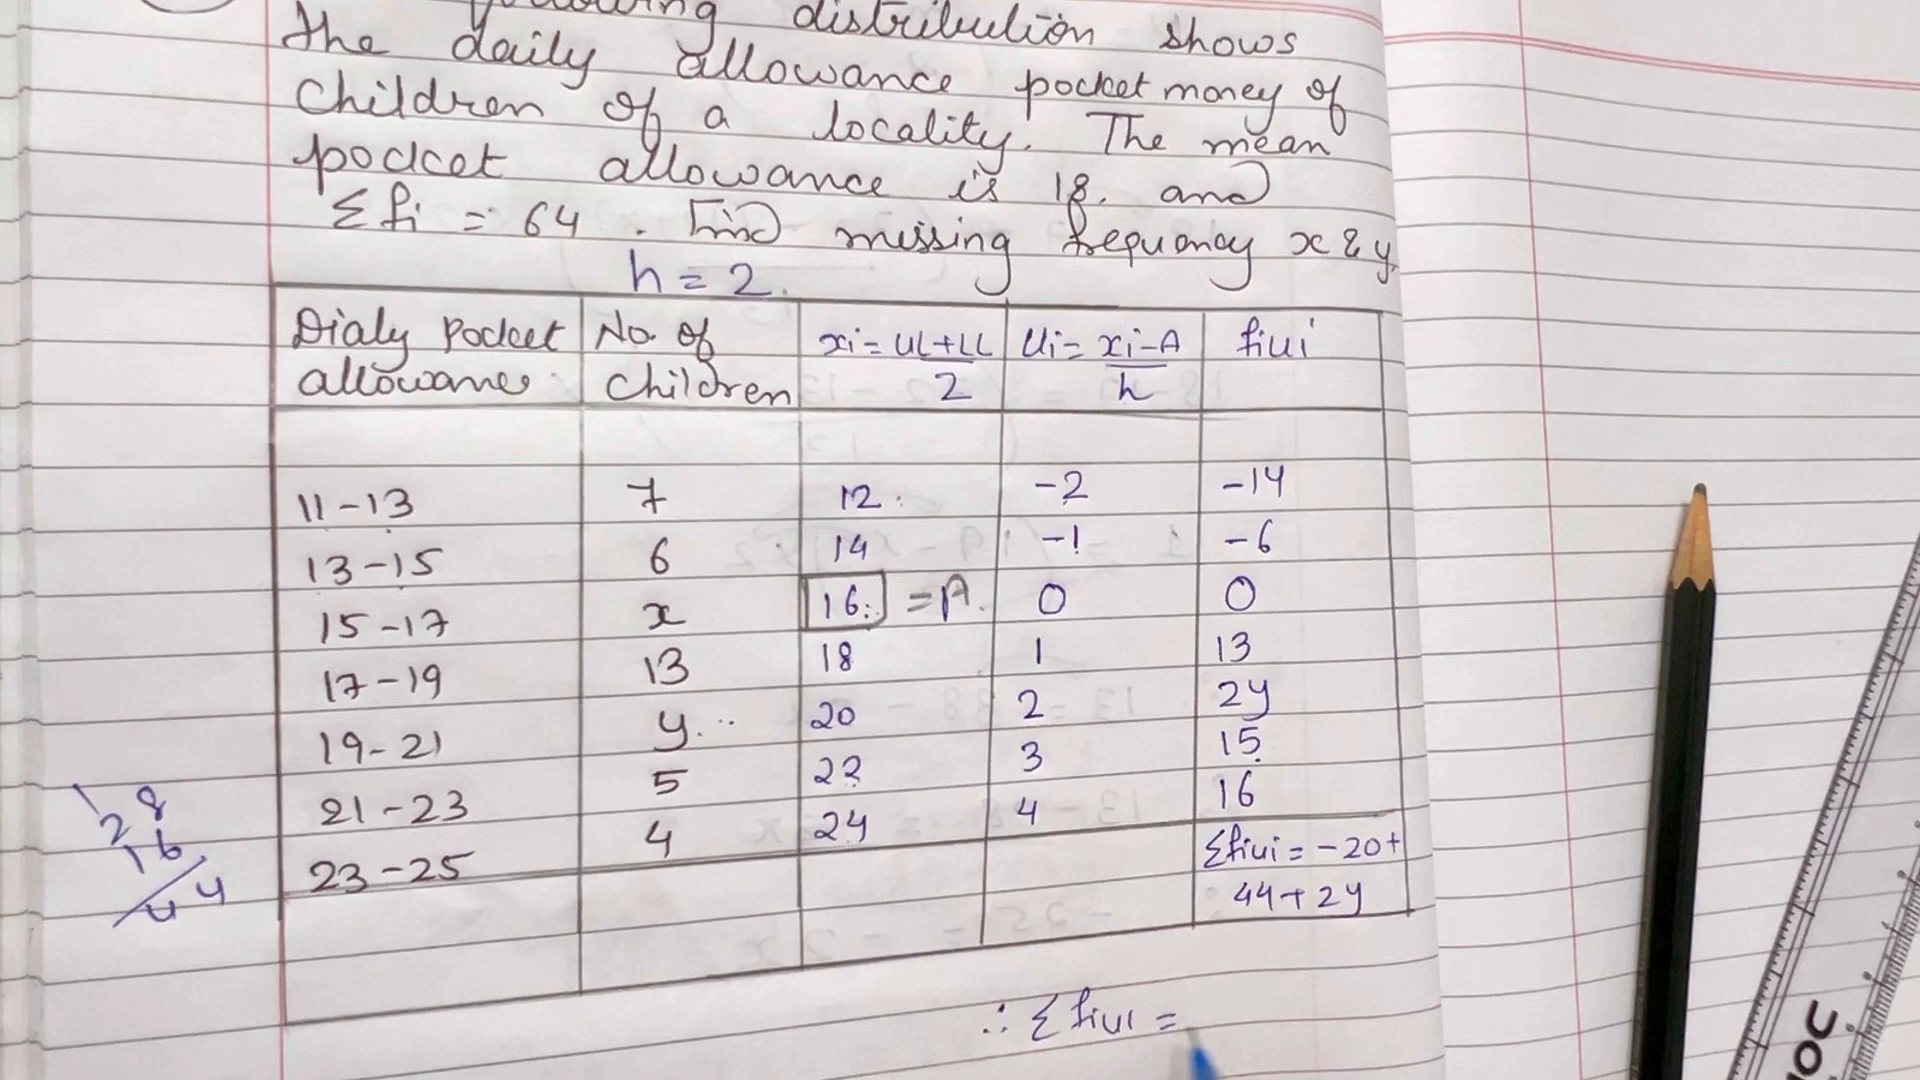 following distribution shows
the daily allowance pocket money of
Children of a locality. The mean
pocket allowance is 18. and
Σfi = 64 . Find missing frequency x & y.
h = 2.
Dialy Pocket No. of xi = UL+LL Ui = xi-A fiui
allowance. Children 2 h
11-13 7 12. -2 -14
13-15 6 14 -1 -6
15-17 x 16. = A. 0 0
17-19 13 18 1 13
19-21 y.. 20 2 2y
21-23 5 22 3 15
23-25 4 24 4 16
Σfiui = -20+
44+2y
1
28
16
44
∴ Σfiui =